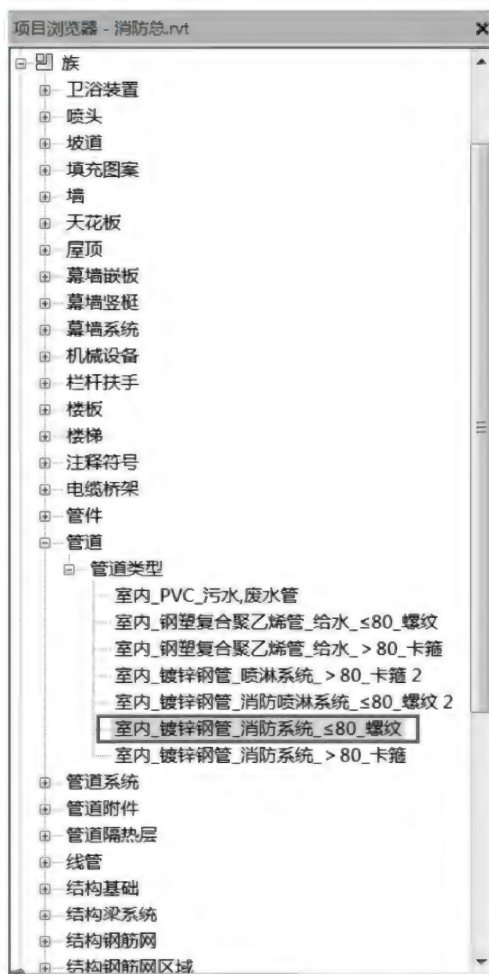 项目浏览器 - 消防总.rvt
族
卫浴装置
喷头
坡道
填充图案
墙
天花板
屋顶
幕墙嵌板
幕墙竖梃
幕墙系统
机械设备
栏杆扶手
楼板
楼梯
注释符号
电缆桥架
管件
管道
管道类型
室内_PVC_污水,废水管
室内_钢塑复合聚乙烯管_给水_≤80_螺纹
室内_钢塑复合聚乙烯管_给水_>80_卡箍
室内_镀锌钢管_喷淋系统_>80_卡箍 2
室内_镀锌钢管_消防喷淋系统_≤80_螺纹 2
室内_镀锌钢管_消防系统_≤80_螺纹
室内_镀锌钢管_消防系统_>80_卡箍
管道系统
管道附件
管道隔热层
线管
结构基础
结构梁系统
结构钢筋网
结构钢筋网区域